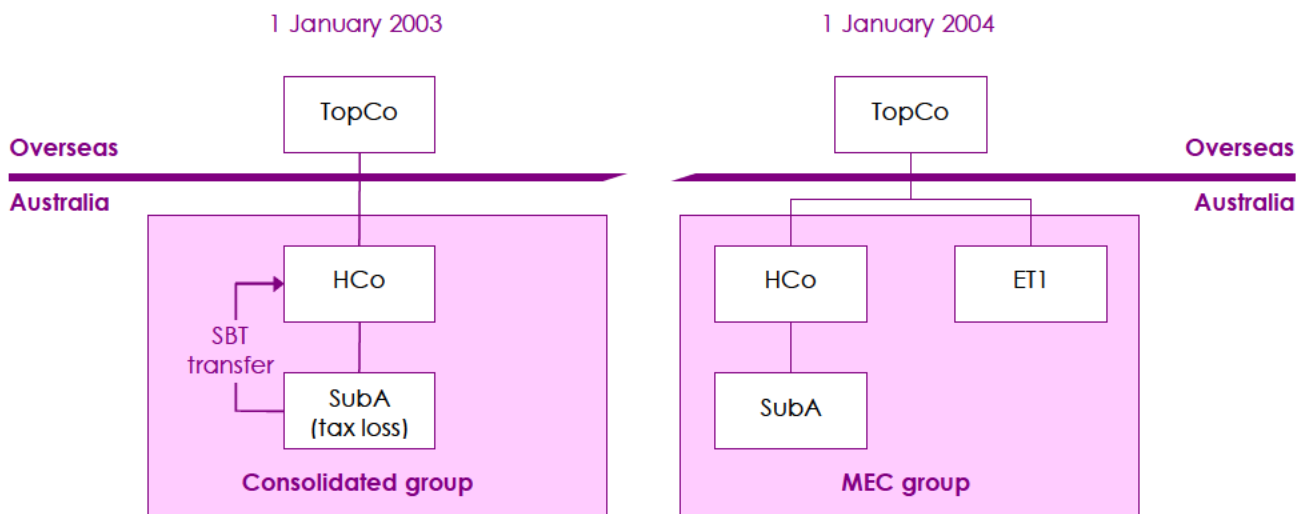 1 January 2003
TopCo
Overseas
Australia
HCo
SBT
transfer
SubA
(tax loss)
Consolidated group
1 January 2004
TopCo
Overseas
Australia
HCo
ET1
SubA
MEC group